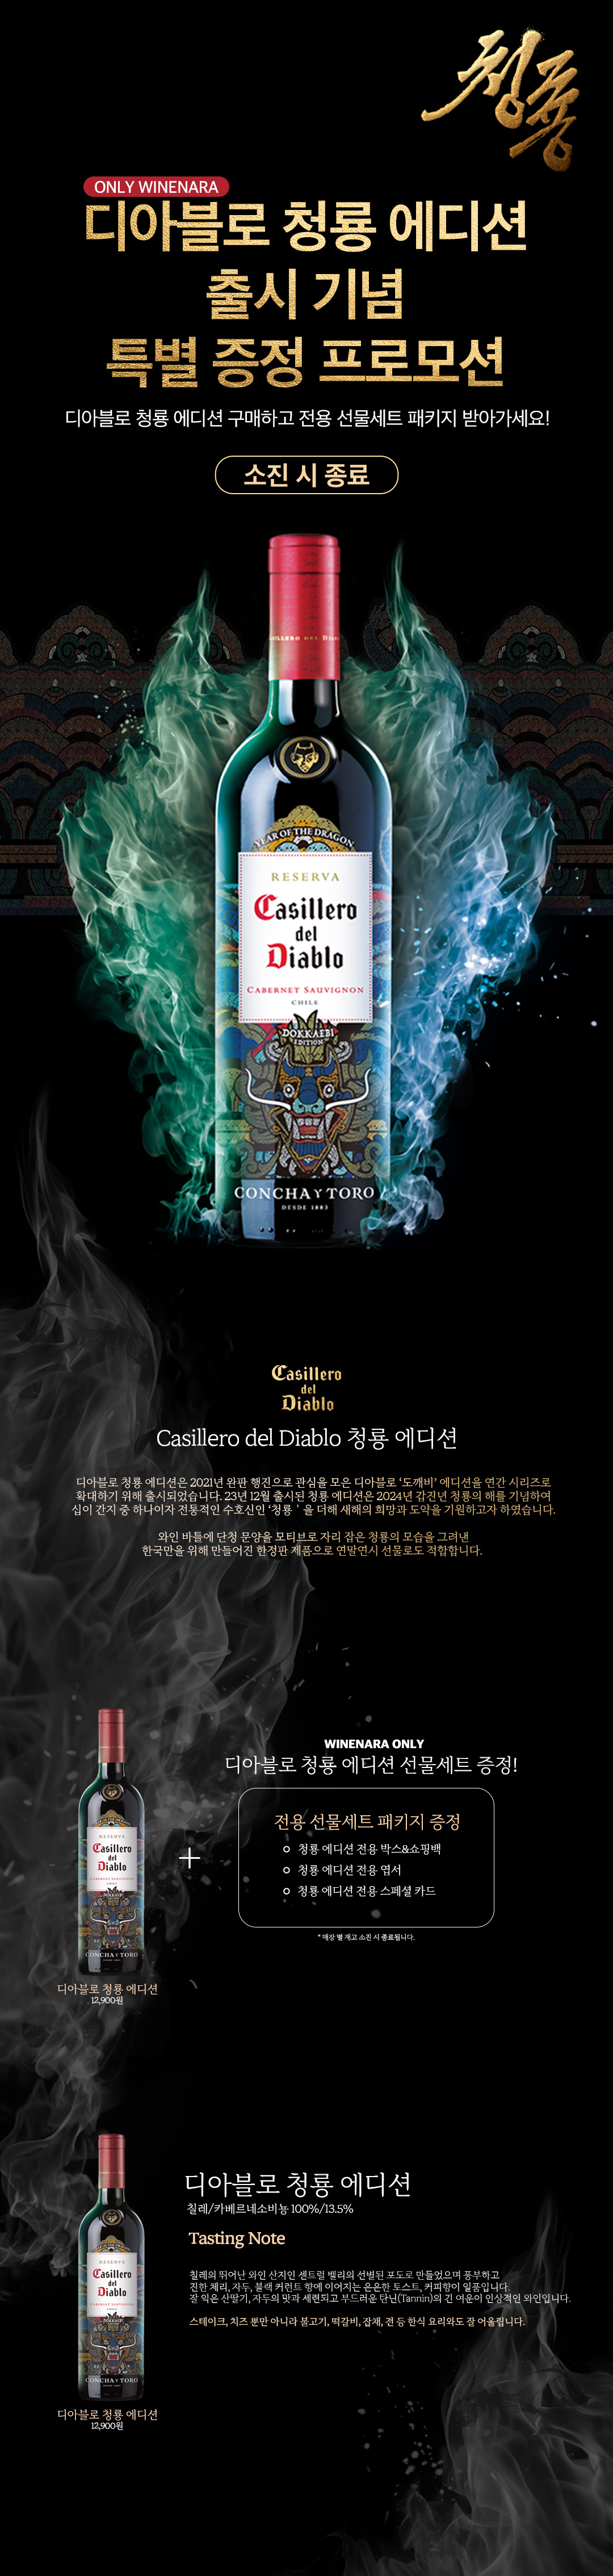 청룡
ONLY WINENARA
디아블로 청룡 에디션
출시 기념
특별 증정 프로모션
디아블로 청룡 에디션 구매하고 전용 선물세트 패키지 받아가세요!
소진 시 종료
CASILLERO DEL DIABLO
YEAR OF THE DRAGON
RESERVA
Casillero
del
Diablo
CABERNET SAUVIGNON
CHILE
DOKKAEBI
EDITION
CONCHA Y TORO
DESDE 1883
Casillero
del
Diablo
Casillero del Diablo 청룡 에디션
디아블로 청룡 에디션은 2021년 완판 행진으로 관심을 모은 디아블로 ‘도깨비’ 에디션을 연간 시리즈로
확대하기 위해 출시되었습니다. 23년 12월 출시된 청룡 에디션은 2024년 갑진년 청룡의 해를 기념하여
십이 간지 중 하나이자 전통적인 수호신인 ‘청룡＇을 더해 새해의 희망과 도약을 기원하고자 하였습니다.
와인 바틀에 단청 문양을 모티브로 자리 잡은 청룡의 모습을 그려낸
한국만을 위해 만들어진 한정판 제품으로 연말연시 선물로도 적합합니다.
WINENARA ONLY
디아블로 청룡 에디션 선물세트 증정!
전용 선물세트 패키지 증정
청룡 에디션 전용 박스&쇼핑백
청룡 에디션 전용 엽서
청룡 에디션 전용 스페셜 카드
* 매장 별 재고 소진 시 종료됩니다.
RESERVA
Casillero
del
Diablo
CONCHA Y TORO
+
디아블로 청룡 에디션
12,900원
디아블로 청룡 에디션
칠레/카베르네소비뇽 100%/13.5%
Tasting Note
칠레의 뛰어난 와인 산지인 센트럴 밸리의 선별된 포도로 만들었으며 풍부하고
진한 체리, 자두, 블랙 커런트 향에 이어지는 은은한 토스트, 커피향이 일품입니다.
잘 익은 산딸기, 자두의 맛과 세련되고 부드러운 탄닌(Tannin)의 긴 여운이 인상적인 와인입니다.
스테이크, 치즈 뿐만 아니라 불고기, 떡갈비, 잡채, 전 등 한식 요리와도 잘 어울립니다.
RESERVA
Casillero
del
Diablo
CONCHA Y TORO
디아블로 청룡 에디션
12,900원